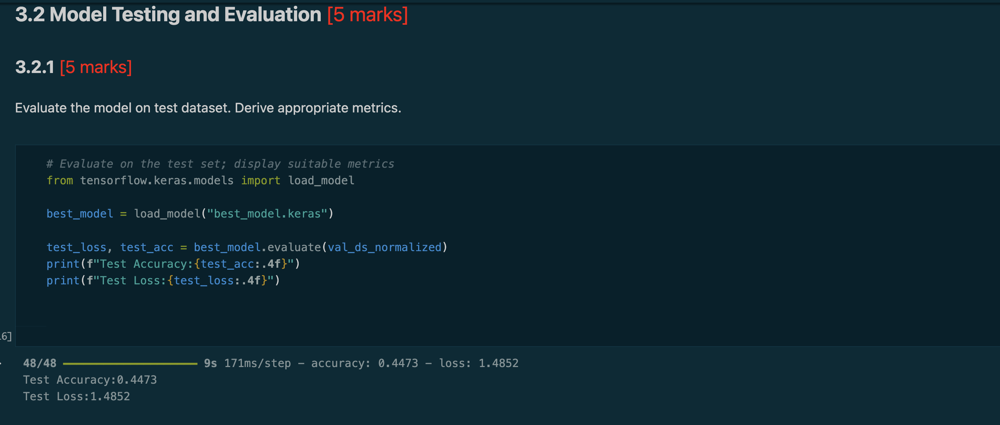 3.2 Model Testing and Evaluation [5 marks]
3.2.1 [5 marks]
Evaluate the model on test dataset. Derive appropriate metrics.
# Evaluate on the test set; display suitable metrics
from tensorflow.keras.models import load_model
best_model = load_model("best_model.keras")
test_loss, test_acc = best_model.evaluate(val_ds_normalized)
print(f"Test Accuracy:{test_acc:.4f}")
print(f"Test Loss:{test_loss:.4f}")
6]
48/48 ━━━━━━━━━━━━━━━━━━━━ 9s 171ms/step – accuracy: 0.4473 – loss: 1.4852
Test Accuracy:0.4473
Test Loss:1.4852